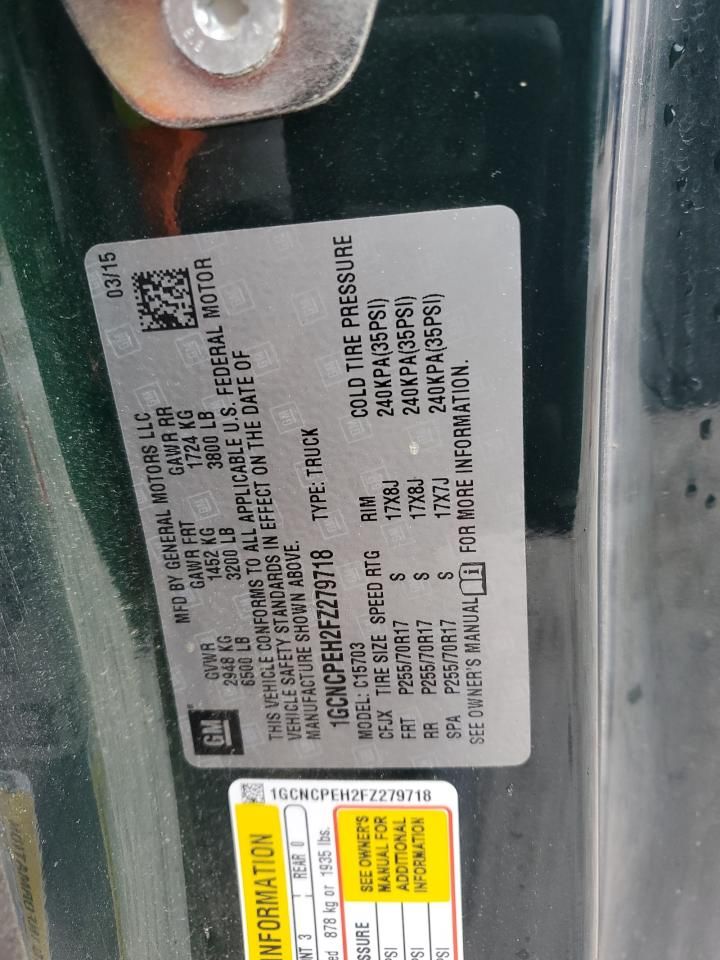 MFD BY GENERAL MOTORS LLC 03/15
GM
GVWR GAWR FRT GAWR RR
2948 KG 1452 KG 1724 KG
6500 LB 3200 LB 3800 LB
THIS VEHICLE CONFORMS TO ALL APPLICABLE U.S. FEDERAL MOTOR
VEHICLE SAFETY STANDARDS IN EFFECT ON THE DATE OF
MANUFACTURE SHOWN ABOVE.
1GCNCPEH2FZ279718 TYPE: TRUCK
MODEL: C15703
CFJX TIRE SIZE SPEED RTG RIM COLD TIRE PRESSURE
FRT P255/70R17 S 17X8J 240KPA(35PSI)
RR P255/70R17 S 17X8J 240KPA(35PSI)
SPA P255/70R17 S 17X7J 240KPA(35PSI)
SEE OWNER'S MANUAL FOR MORE INFORMATION.
1GCNCPEH2FZ279718
INFORMATION
3 REAR 0
878 kg or 1935 lbs.
SEE OWNER'S
MANUAL FOR
ADDITIONAL
INFORMATION